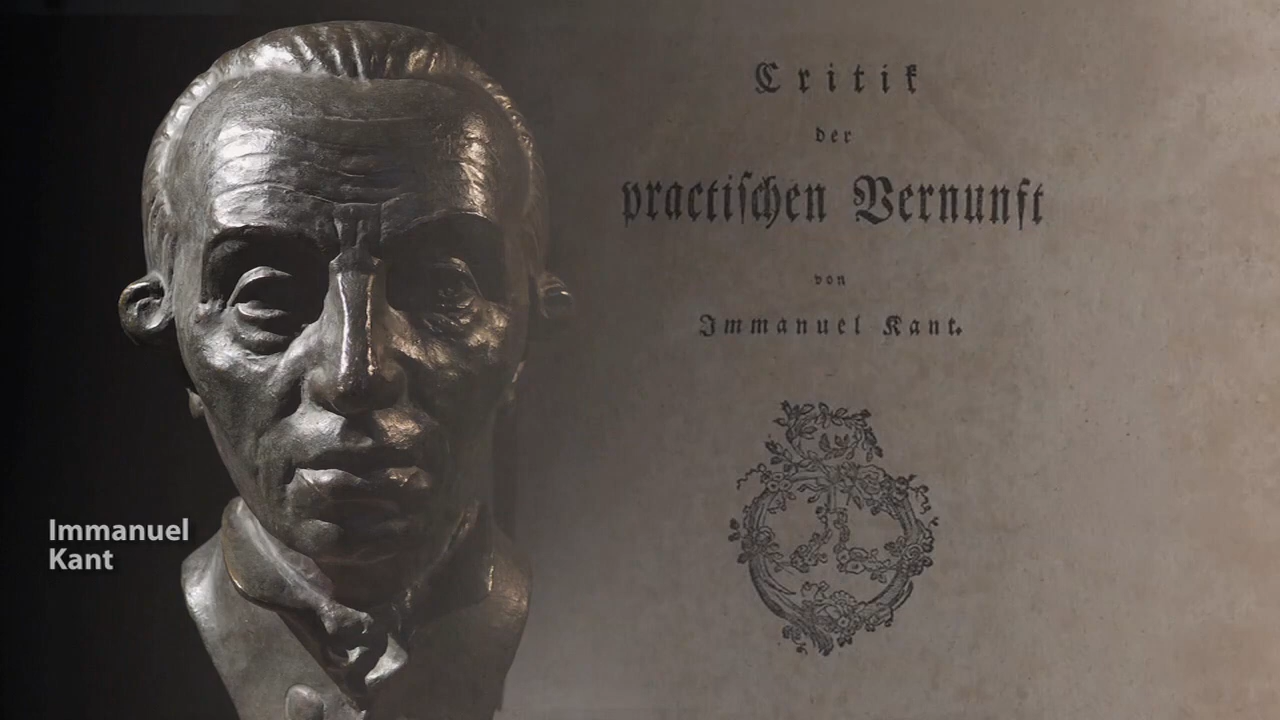 Critik
der
practischen Vernunft
von
Immanuel Kant.
Immanuel
Kant